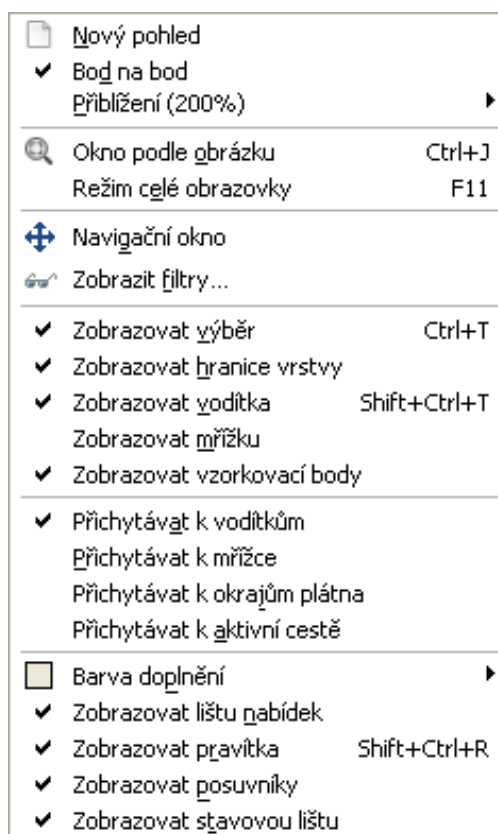 Nový pohled
Bod na bod
Přiblížení (200%)
Okno podle obrázku Ctrl+J
Režim celé obrazovky F11
Navigační okno
Zobrazit filtry...
Zobrazovat výběr Ctrl+T
Zobrazovat hranice vrstvy
Zobrazovat vodítka Shift+Ctrl+T
Zobrazovat mřížku
Zobrazovat vzorkovací body
Přichytávat k vodítkům
Přichytávat k mřížce
Přichytávat k okrajům plátna
Přichytávat k aktivní cestě
Barva doplnění
Zobrazovat lištu nabídek
Zobrazovat pravítka Shift+Ctrl+R
Zobrazovat posuvníky
Zobrazovat stavovou lištu